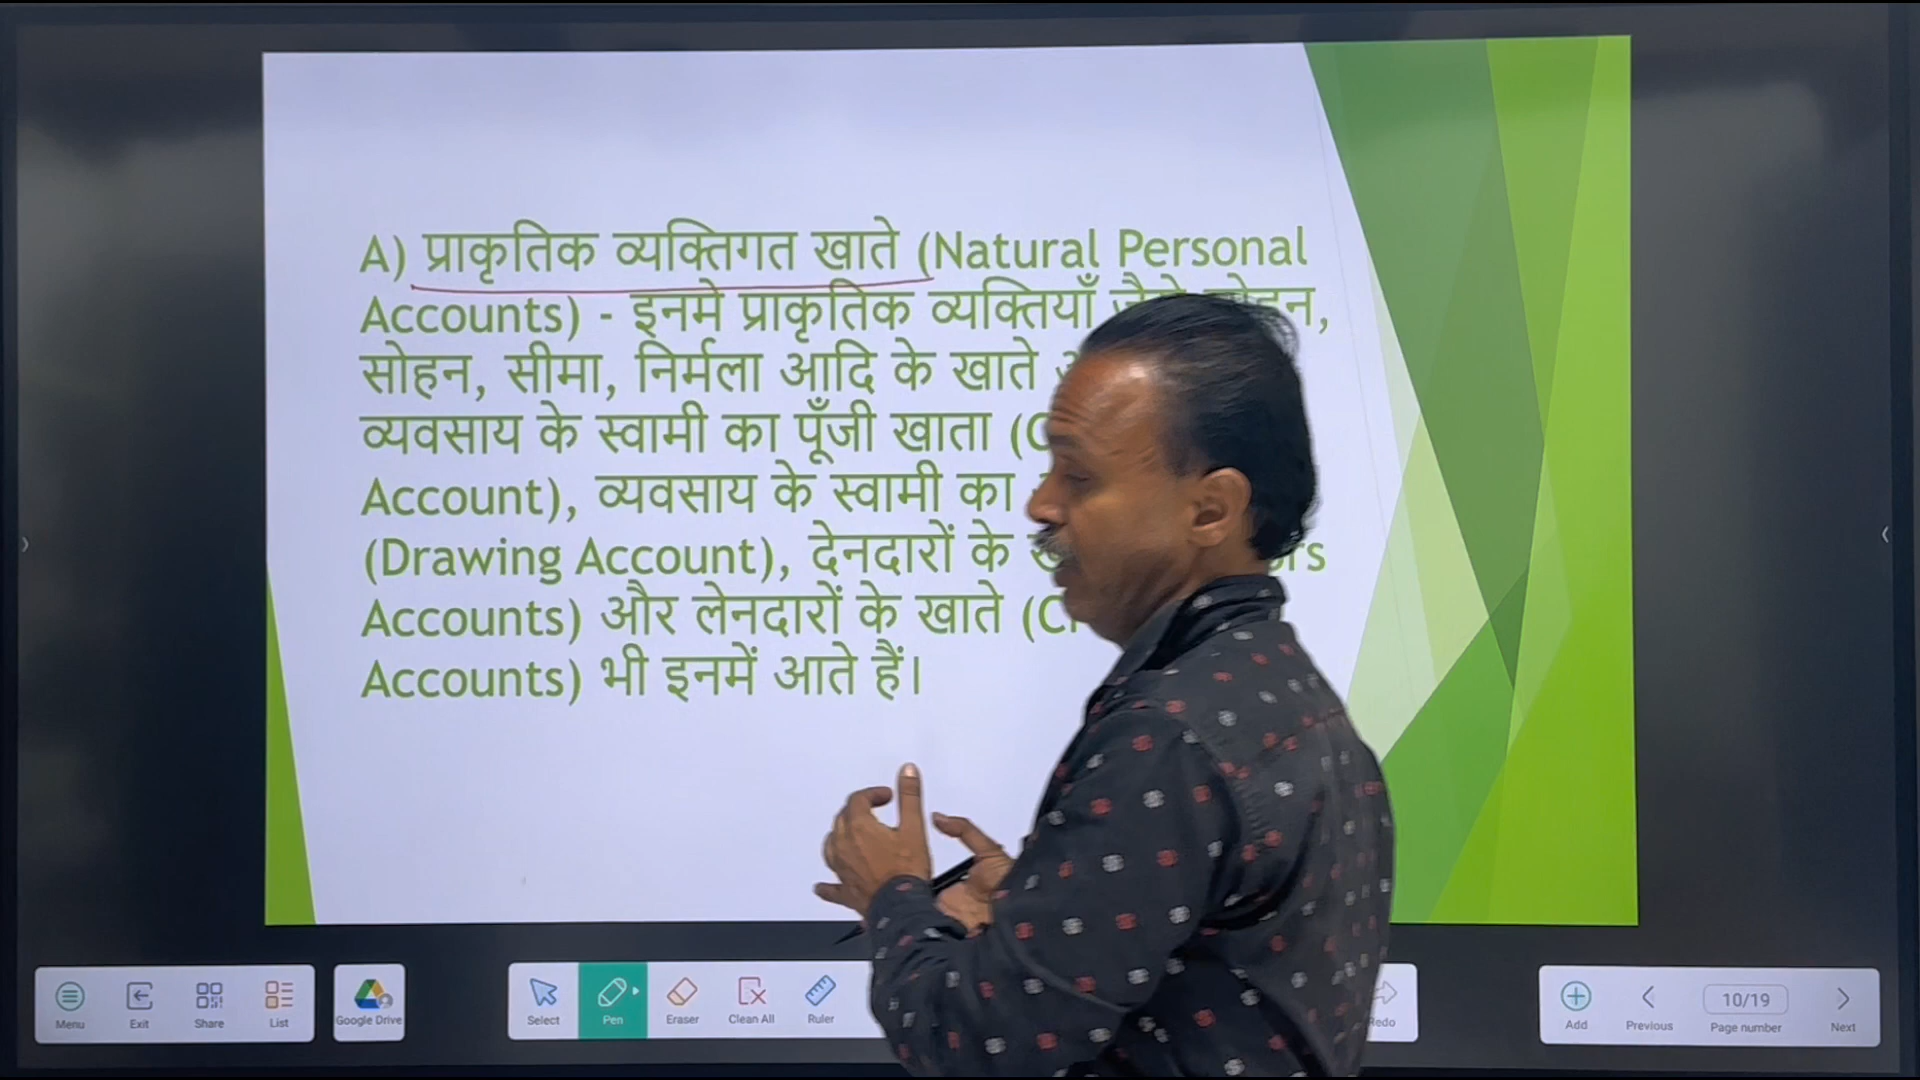 A) प्राकृतिक व्यक्तिगत खाते (Natural Personal
Accounts) - इनमे प्राकृतिक व्यक्तियाँ जैसे
सोहन, सीमा, निर्मला आदि के खाते
व्यवसाय के स्वामी का पूँजी खाता
Account), व्यवसाय के स्वामी का
(Drawing Account), देनदारों के
Accounts) और लेनदारों के खाते
Accounts) भी इनमें आते हैं।
Menu Exit Share List Google Drive Select Pen Eraser Clean All Ruler Redo Add Previous 10/19 Page number Next